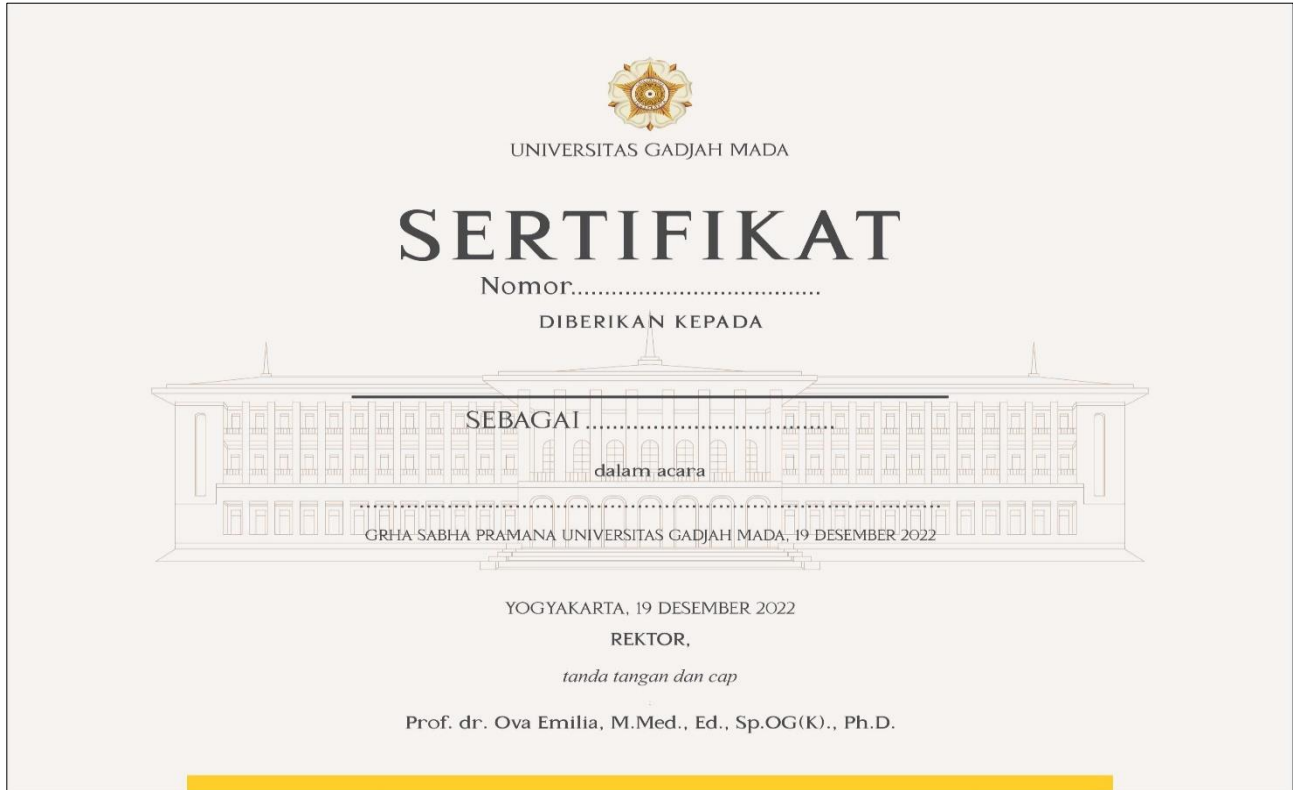 UNIVERSITAS GADJAH MADA
SERTIFIKAT
Nomor......................................
DIBERIKAN KEPADA
SEBAGAI ......................................
dalam acara
.........................................................................................
GRHA SABHA PRAMANA UNIVERSITAS GADJAH MADA, 19 DESEMBER 2022
YOGYAKARTA, 19 DESEMBER 2022
REKTOR,
tanda tangan dan cap
Prof. dr. Ova Emilia, M.Med., Ed., Sp.OG(K)., Ph.D.